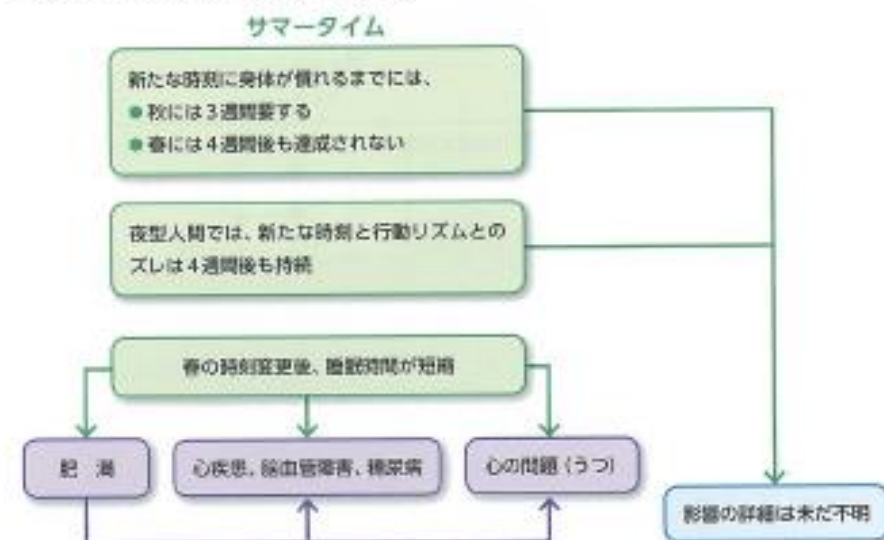 サマータイム
新たな時刻に身体が慣れるまでには、
●秋には3週間要する
●春には4週間後も達成されない
夜型人間では、新たな時刻と行動リズムとの
ズレは4週間後も持続
春の時刻変更後、睡眠時間が短縮
肥 満
心疾患、脳血管障害、糖尿病
心の問題(うつ)
影響の詳細は未だ不明